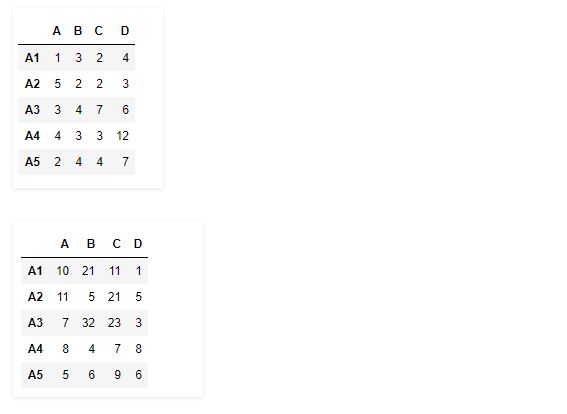 A B C D
A1 1 3 2 4
A2 5 2 2 3
A3 3 4 7 6
A4 4 3 3 12
A5 2 4 4 7
A B C D
A1 10 21 11 1
A2 11 5 21 5
A3 7 32 23 3
A4 8 4 7 8
A5 5 6 9 6